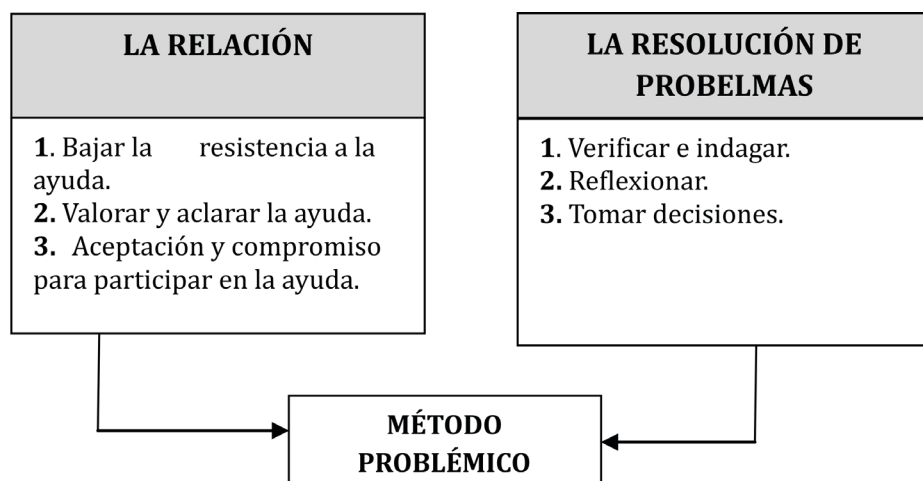 LA RELACIÓN
1. Bajar la resistencia a la
ayuda.
2. Valorar y aclarar la ayuda.
3. Aceptación y compromiso
para participar en la ayuda.
LA RESOLUCIÓN DE
PROBELMAS
1. Verificar e indagar.
2. Reflexionar.
3. Tomar decisiones.
MÉTODO
PROBLÉMICO